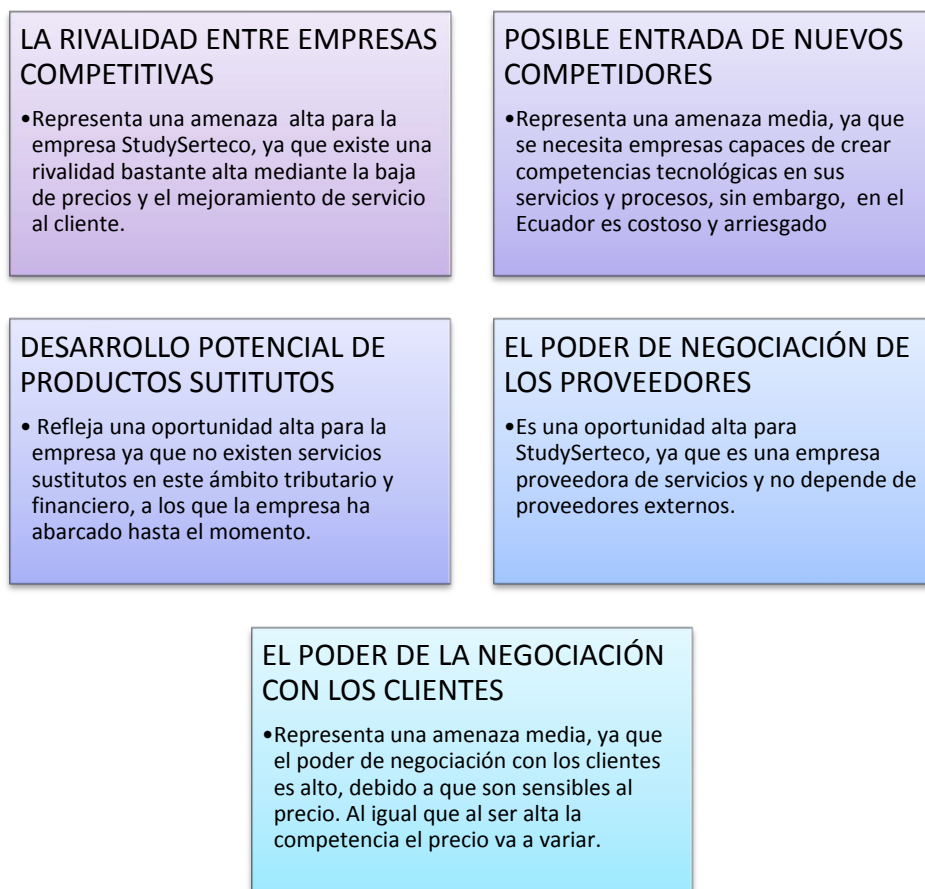 LA RIVALIDAD ENTRE EMPRESAS
COMPETITIVAS
•Representa una amenaza alta para la
empresa StudySerteco, ya que existe una
rivalidad bastante alta mediante la baja
de precios y el mejoramiento de servicio
al cliente.
POSIBLE ENTRADA DE NUEVOS
COMPETIDORES
•Representa una amenaza media, ya que
se necesita empresas capaces de crear
competencias tecnológicas en sus
servicios y procesos, sin embargo, en el
Ecuador es costoso y arriesgado
DESARROLLO POTENCIAL DE
PRODUCTOS SUTITUTOS
• Refleja una oportunidad alta para la
empresa ya que no existen servicios
sustitutos en este ámbito tributario y
financiero, a los que la empresa ha
abarcado hasta el momento.
EL PODER DE NEGOCIACIÓN DE
LOS PROVEEDORES
•Es una oportunidad alta para
StudySerteco, ya que es una empresa
proveedora de servicios y no depende de
proveedores externos.
EL PODER DE LA NEGOCIACIÓN
CON LOS CLIENTES
•Representa una amenaza media, ya que
el poder de negociación con los clientes
es alto, debido a que son sensibles al
precio. Al igual que al ser alta la
competencia el precio va a variar.